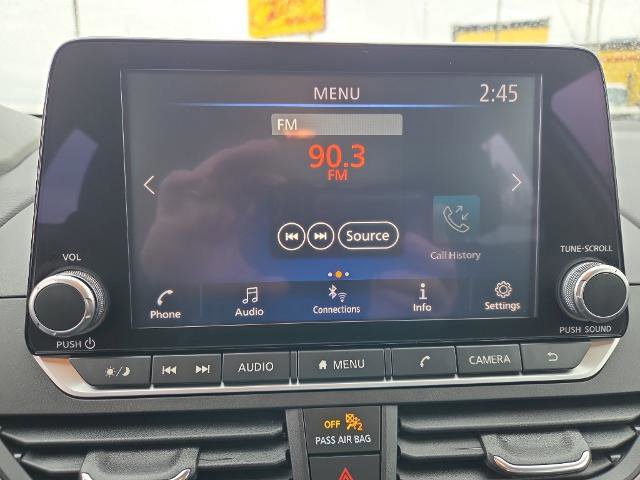 MENU 2:45
FM
90.3
FM
Source
Call History
VOL
TUNE-SCROLL
Phone Audio Connections Info Settings
PUSH
PUSH SOUND
AUDIO MENU CAMERA
OFF 2
PASS AIR BAG